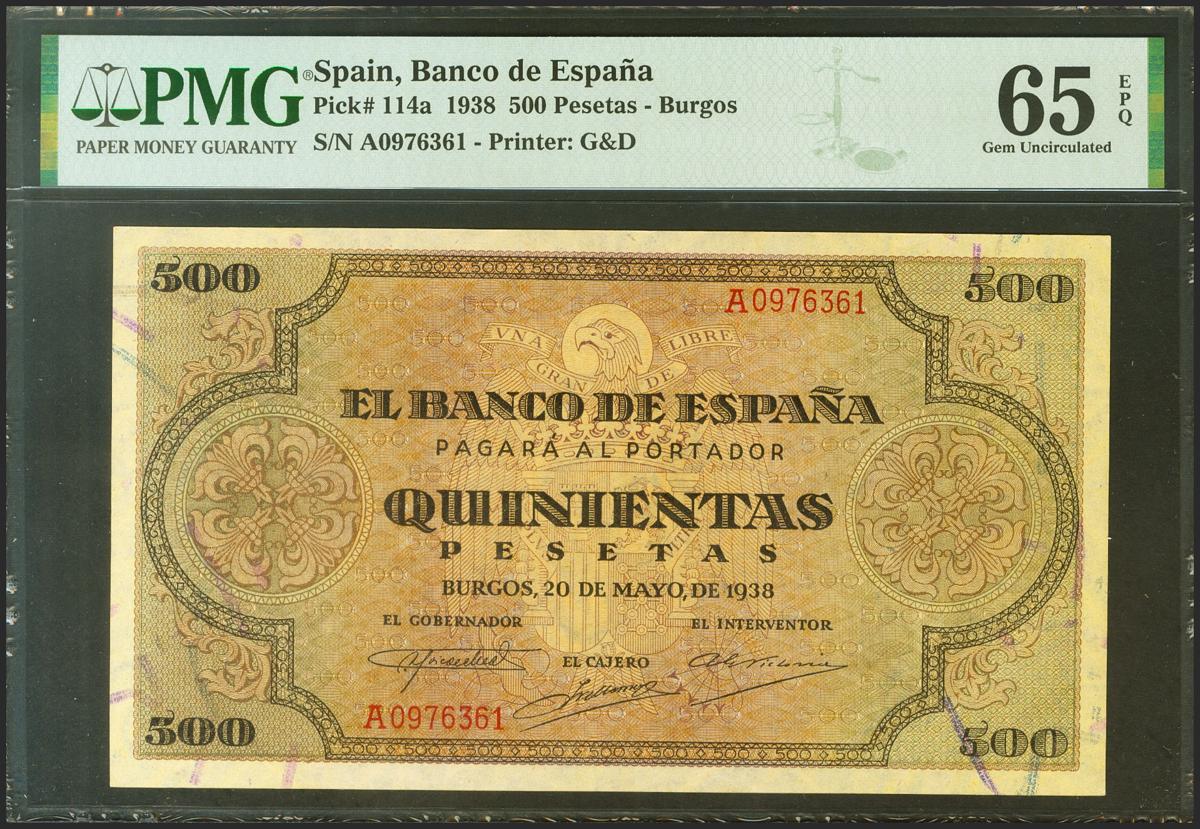 PMG®
PAPER MONEY GUARANTY
Spain, Banco de España
Pick# 114a 1938 500 Pesetas - Burgos
S/N A0976361 - Printer: G&D
65 EPQ
Gem Uncirculated
500
500
A0976361
VNA GRAN DE LIBRE
EL BANCO DE ESPAÑA
PAGARÁ AL PORTADOR
QUINIENTAS
PESETAS
BURGOS, 20 DE MAYO, DE 1938
EL GOBERNADOR
EL INTERVENTOR
EL CAJERO
A0976361
500
500